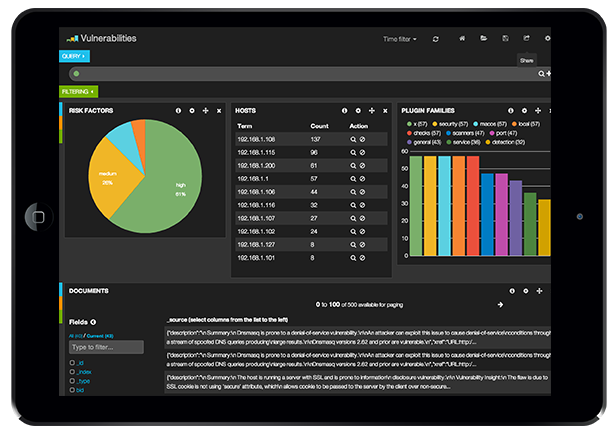 Vulnerabilities
Time filter
Share
QUERY
FILTERING
RISK FACTORS
medium
26%
high
61%
HOSTS
Term Count Action
192.168.1.108 137
192.168.1.115 96
192.168.1.200 61
192.168.1.1 57
192.168.1.106 44
192.168.1.116 32
192.168.1.107 27
192.168.1.102 24
192.168.1.127 8
192.168.1.101 8
PLUGIN FAMILIES
x (57) security (57) macos (57) local (57)
checks (57) scanners (47) port (47)
general (43) service (36) detection (32)
60
50
40
30
20
10
0
DOCUMENTS
0 to 100 of 500 available for paging
Fields
All (93) / Current (43)
Type to filter...
_id
_index
_type
bid
_source (select columns from the list to the left)
{"description":"\n Summary:\n Dnsmasq is prone to a denial-of-service vulnerability.\n\nAn attacker can exploit this issue to cause denial-of-service\nconditions through
a stream of spoofed DNS queries producing\nlarge results.\n\nDnsmasq versions 2.62 and prior are vulnerable.\n","xref":"URL:http:/...
{"description":"\n Summary:\n Dnsmasq is prone to a denial-of-service vulnerability.\n\nAn attacker can exploit this issue to cause denial-of-service\nconditions through
a stream of spoofed DNS queries producing\nlarge results.\n\nDnsmasq versions 2.62 and prior are vulnerable.\n","xref":"URL:http:/...
{"description":"\n Summary:\n The host is running a server with SSL and is prone to information\n disclosure vulnerability.\n \n Vulnerability Insight:\n The flaw is due to
SSL cookie is not using 'secure' attribute, which\n allows cookie to be passed to the server by the client over non-secure...